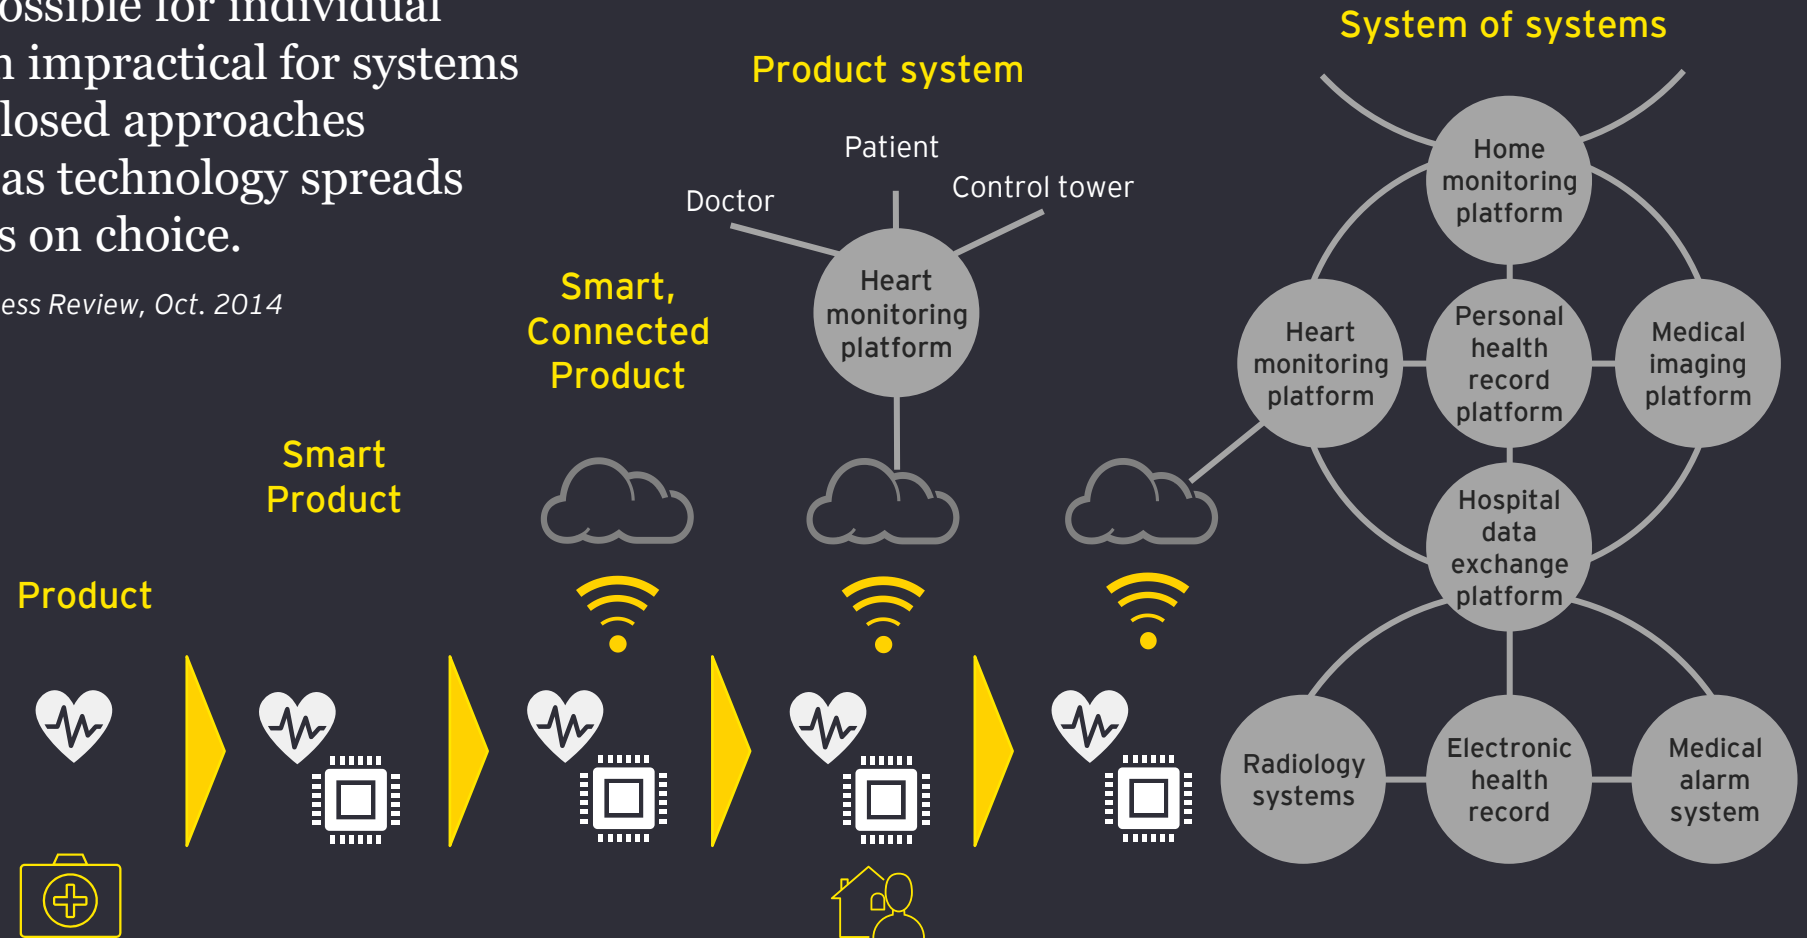 ossible for individual
impractical for systems
losed approaches
as technology spreads
s on choice.
ess Review, Oct. 2014
Product
Smart
Product
Smart,
Connected
Product
Product system
Patient
Doctor
Control tower
Heart
monitoring
platform
System of systems
Home
monitoring
platform
Heart
monitoring
platform
Personal
health
record
platform
Medical
imaging
platform
Hospital
data
exchange
platform
Radiology
systems
Electronic
health
record
Medical
alarm
system